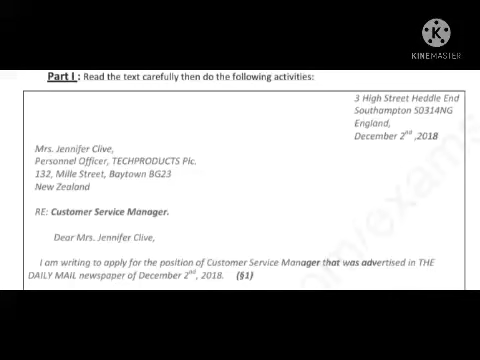 KINEMASTER
Part I : Read the text carefully then do the following activities:
3 High Street Heddle End
Southampton S0314NG
England,
December 2nd ,2018
Mrs. Jennifer Clive,
Personnel Officer, TECHPRODUCTS Plc.
132, Mille Street, Baytown BG23
New Zealand
RE: Customer Service Manager.
Dear Mrs. Jennifer Clive,
I am writing to apply for the position of Customer Service Manager that was advertised in THE
DAILY MAIL newspaper of December 2nd, 2018. (§1)